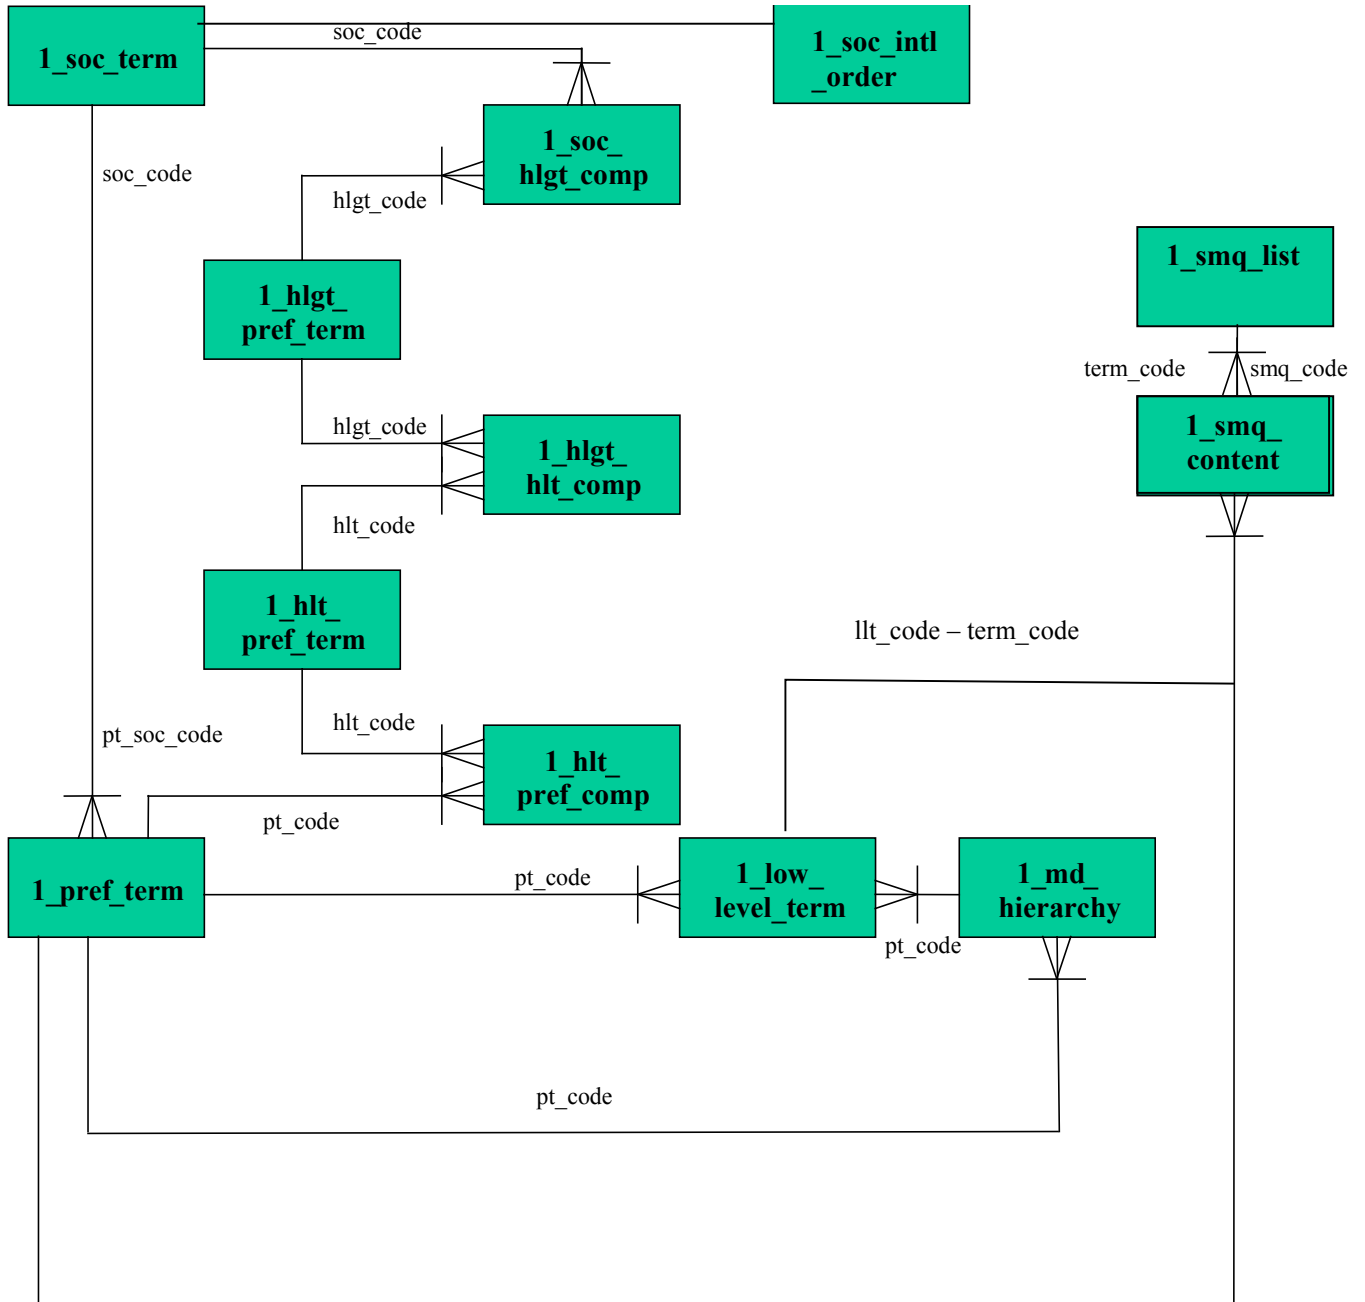 soc_code
1_soc_term
1_soc_intl
_order
1_soc_
hlgt_comp
soc_code
hlgt_code
1_smq_list
1_hlgt_
pref_term
term_code
smq_code
hlgt_code
1_hlgt_
hlt_comp
1_smq_
content
hlt_code
1_hlt_
pref_term
llt_code – term_code
hlt_code
pt_soc_code
1_hlt_
pref_comp
pt_code
1_pref_term
pt_code
1_low_
level_term
1_md_
hierarchy
pt_code
pt_code